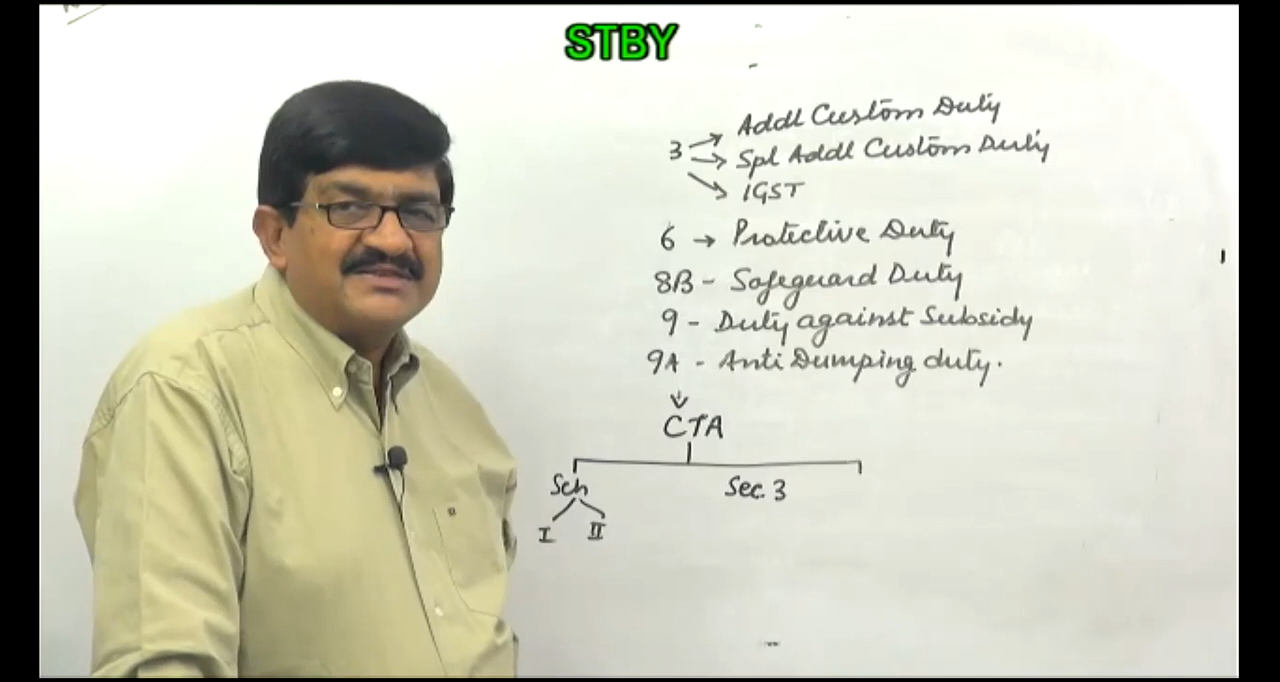 STBY
3 → Addl Custom Duty
→ Spl Addl Custom Duty
→ IGST
6 → Protective Duty
8B - Safeguard Duty
9 - Duty against Subsidy
9A - Anti Dumping duty.
CTA
Sch Sec. 3
I II